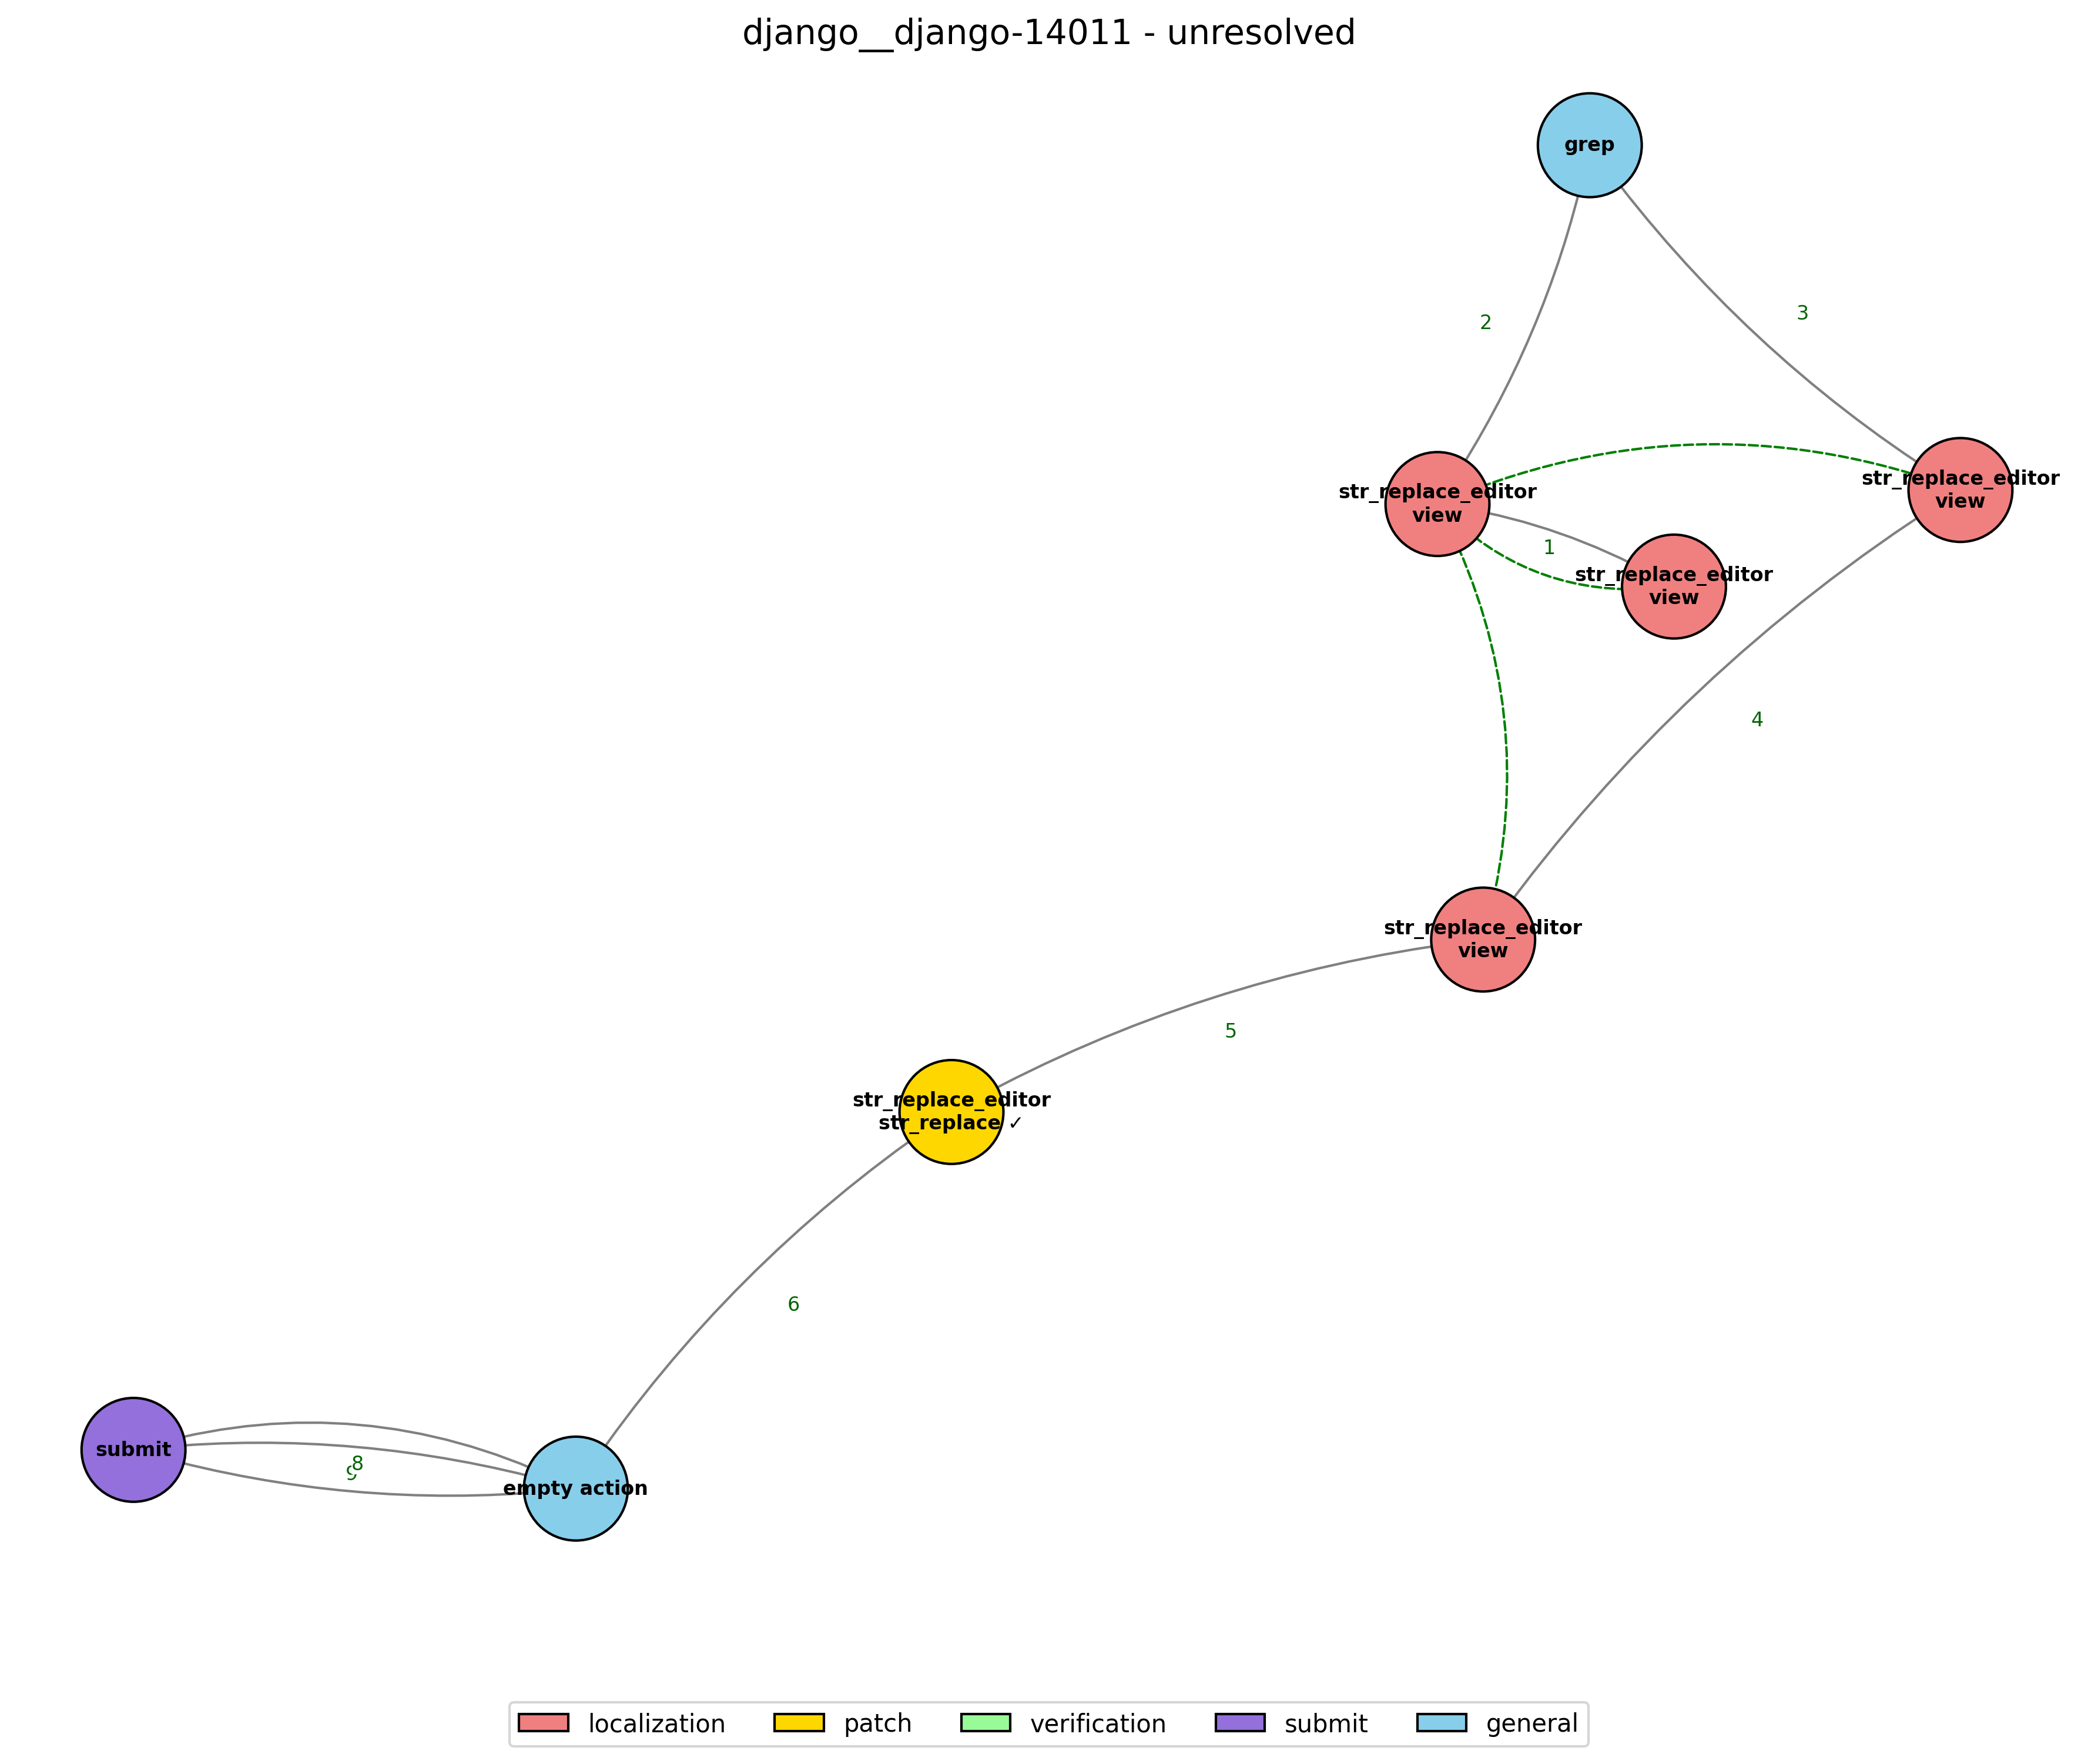 django__django-14011 - unresolved
grep
2
3
str_replace_editor
view
str_replace_editor
view
1
str_replace_editor
view
4
str_replace_editor
view
5
str_replace_editor
str_replace ✓
6
submit
8
9
empty action
localization
patch
verification
submit
general